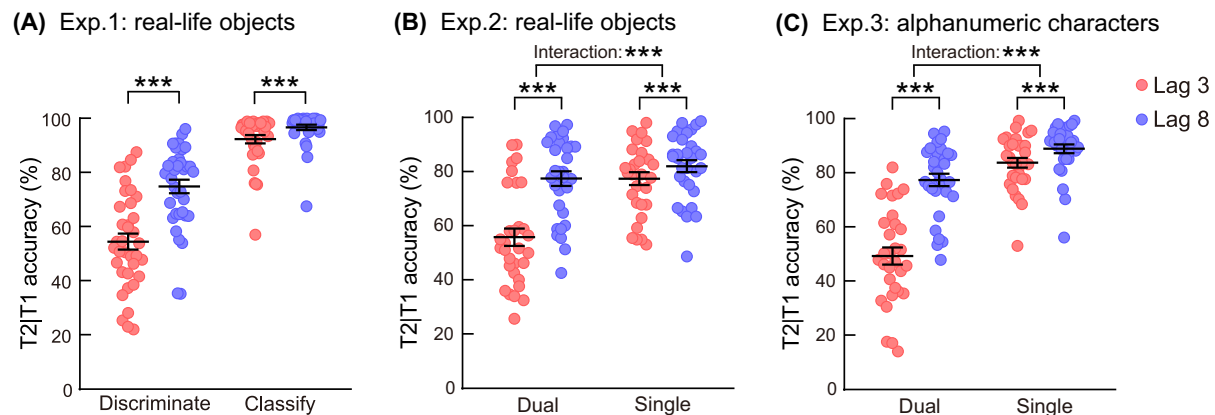 (A) Exp.1: real-life objects
***
***
T2|T1 accuracy (%)
100
80
60
40
20
0
Discriminate
Classify
(B) Exp.2: real-life objects
Interaction: ***
***
***
T2|T1 accuracy (%)
100
80
60
40
20
0
Dual
Single
(C) Exp.3: alphanumeric characters
Interaction: ***
***
***
T2|T1 accuracy (%)
100
80
60
40
20
0
Dual
Single
Lag 3
Lag 8